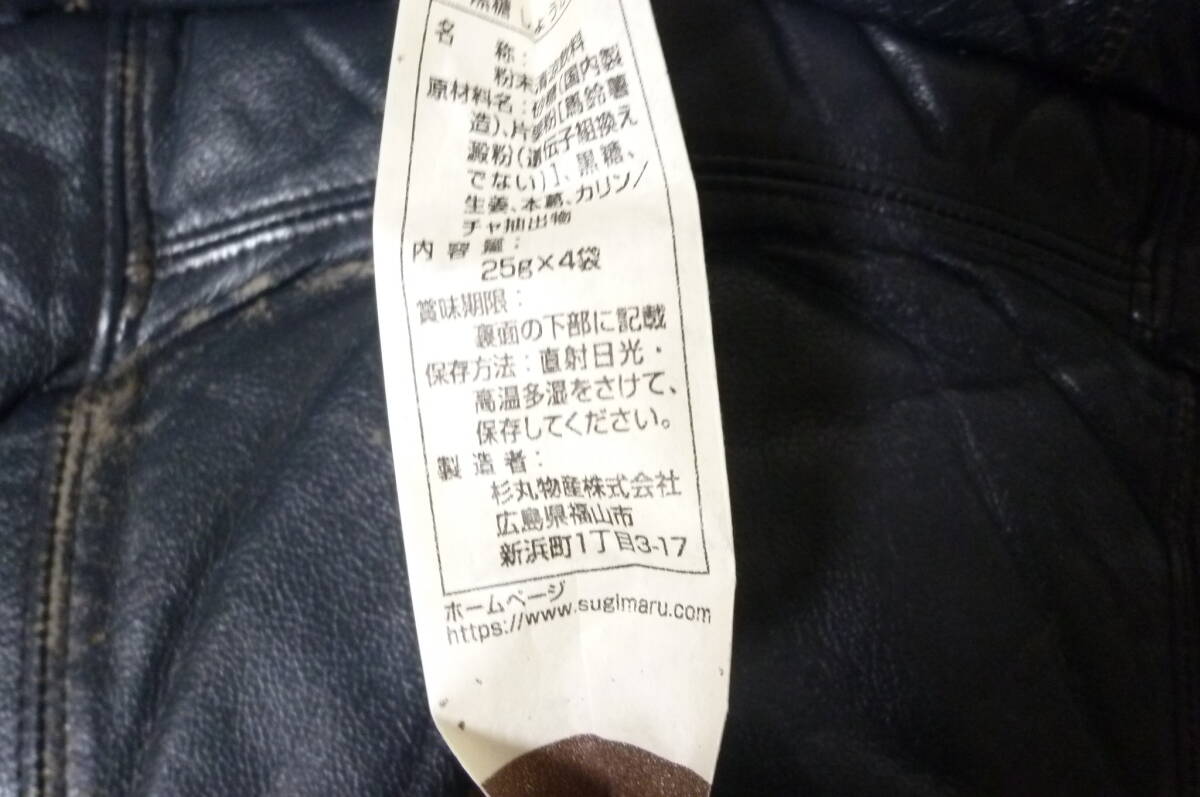 黒糖しょうが
名称：
粉末清涼飲料
原材料名：砂糖(国内製
造)、片栗粉[馬鈴薯
澱粉(遺伝子組換え
でない)]、黒糖、
生姜、本葛、カリン/
チャ抽出物
内容量：
25g×4袋
賞味期限：
裏面の下部に記載
保存方法：直射日光・
高温多湿をさけて、
保存してください。
製造者：
杉丸物産株式会社
広島県福山市
新浜町1丁目3-17
ホームページ
https://www.sugimaru.com